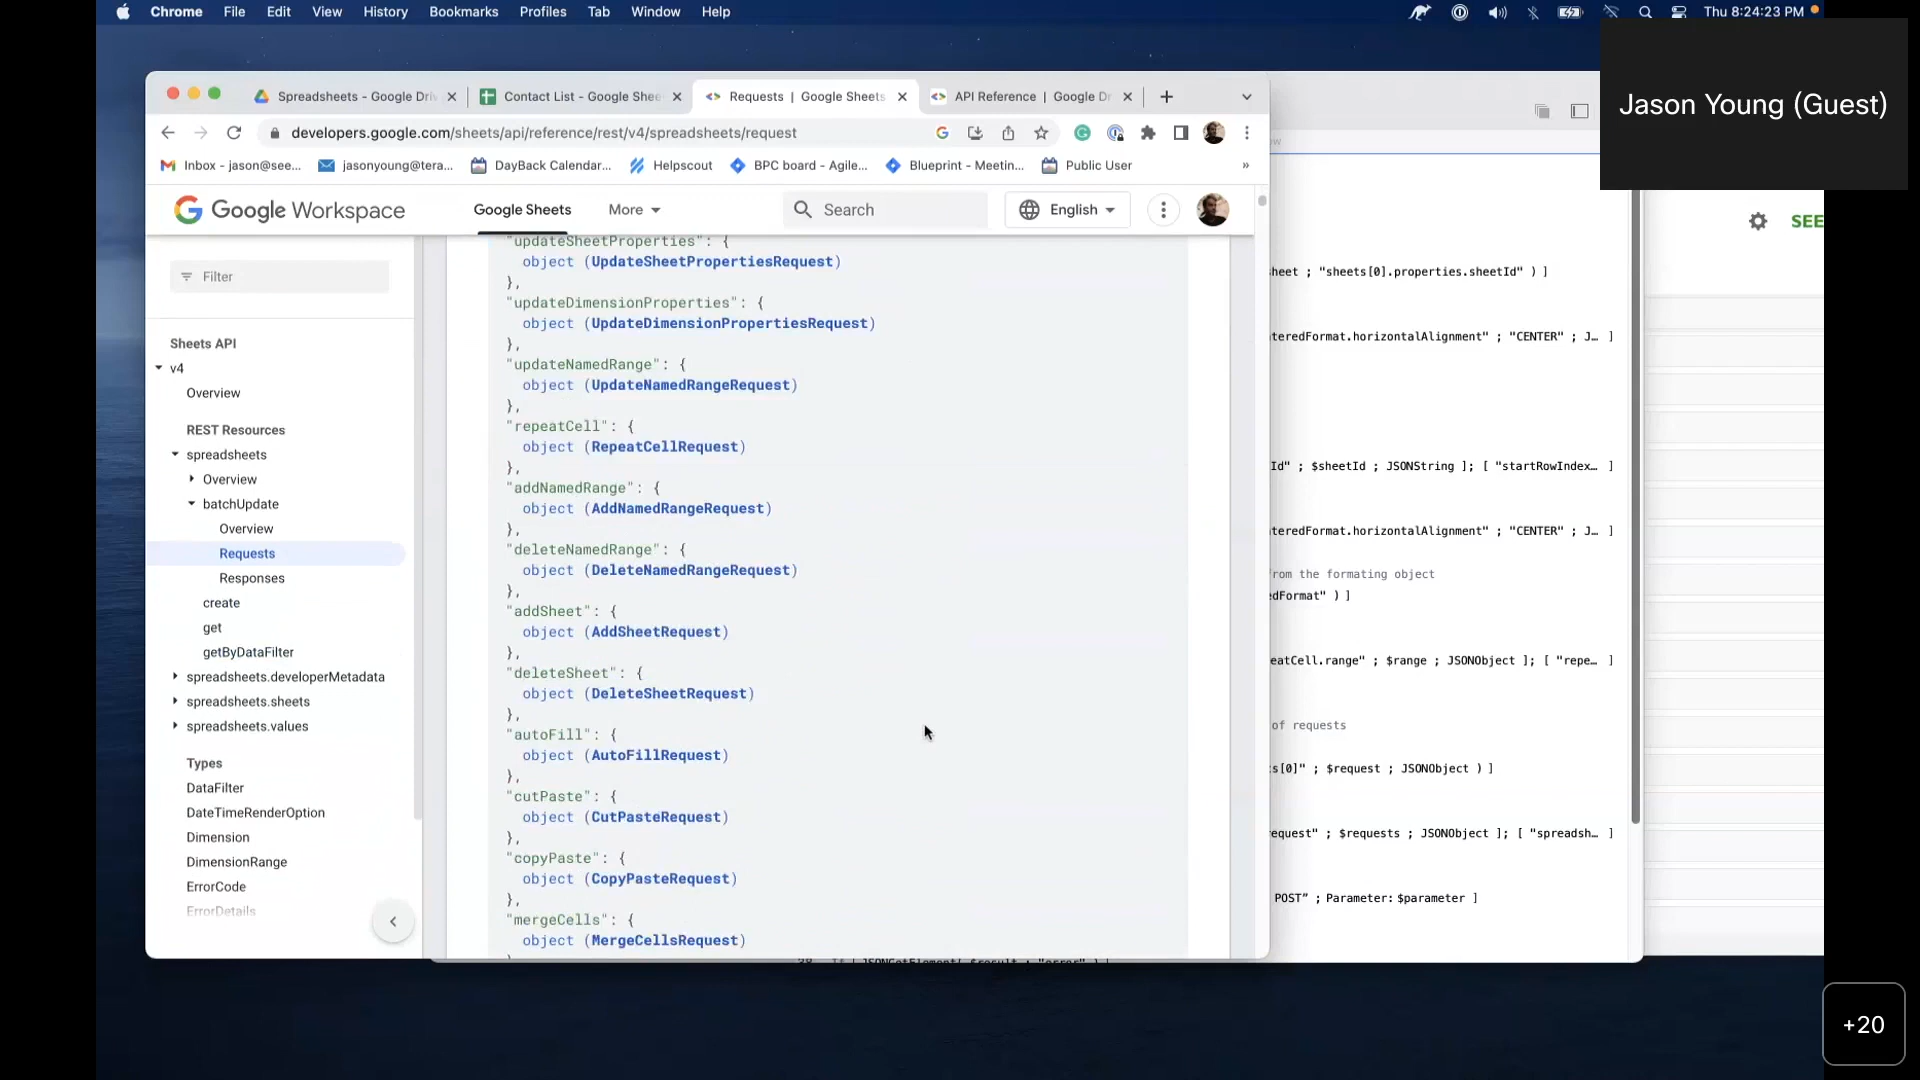 Chrome File Edit View History Bookmarks Profiles Tab Window Help Thu 8:24:23 PM
Jason Young (Guest)
Spreadsheets - Google Driv Contact List - Google Shee Requests | Google Sheets API Reference | Google Dr
developers.google.com/sheets/api/reference/rest/v4/spreadsheets/request
Inbox - jason@see... jasonyoung@tera... DayBack Calendar... Helpscout BPC board - Agile... Blueprint - Meetin... Public User »
Google Workspace Google Sheets More Search English
SEE
Filter
Sheets API
v4
Overview
REST Resources
spreadsheets
Overview
batchUpdate
Overview
Requests
Responses
create
get
getByDataFilter
spreadsheets.developerMetadata
spreadsheets.sheets
spreadsheets.values
Types
DataFilter
DateTimeRenderOption
Dimension
DimensionRange
ErrorCode
ErrorDetails
"updateSheetProperties": {
object (UpdateSheetPropertiesRequest)
},
"updateDimensionProperties": {
object (UpdateDimensionPropertiesRequest)
},
"updateNamedRange": {
object (UpdateNamedRangeRequest)
},
"repeatCell": {
object (RepeatCellRequest)
},
"addNamedRange": {
object (AddNamedRangeRequest)
},
"deleteNamedRange": {
object (DeleteNamedRangeRequest)
},
"addSheet": {
object (AddSheetRequest)
},
"deleteSheet": {
object (DeleteSheetRequest)
},
"autoFill": {
object (AutoFillRequest)
},
"cutPaste": {
object (CutPasteRequest)
},
"copyPaste": {
object (CopyPasteRequest)
},
"mergeCells": {
object (MergeCellsRequest)
heet ; "sheets[0].properties.sheetId" ) ]
teredFormat.horizontalAlignment" ; "CENTER" ; J… ]
Id" ; $sheetId ; JSONString ]; [ "startRowIndex… ]
teredFormat.horizontalAlignment" ; "CENTER" ; J… ]
from the formating object
edFormat" ) ]
eatCell.range" ; $range ; JSONObject ]; [ "repe… ]
of requests
ts[0]" ; $request ; JSONObject ) ]
equest" ; $requests ; JSONObject ]; [ "spreadsh… ]
POST” ; Parameter: $parameter ]
+20